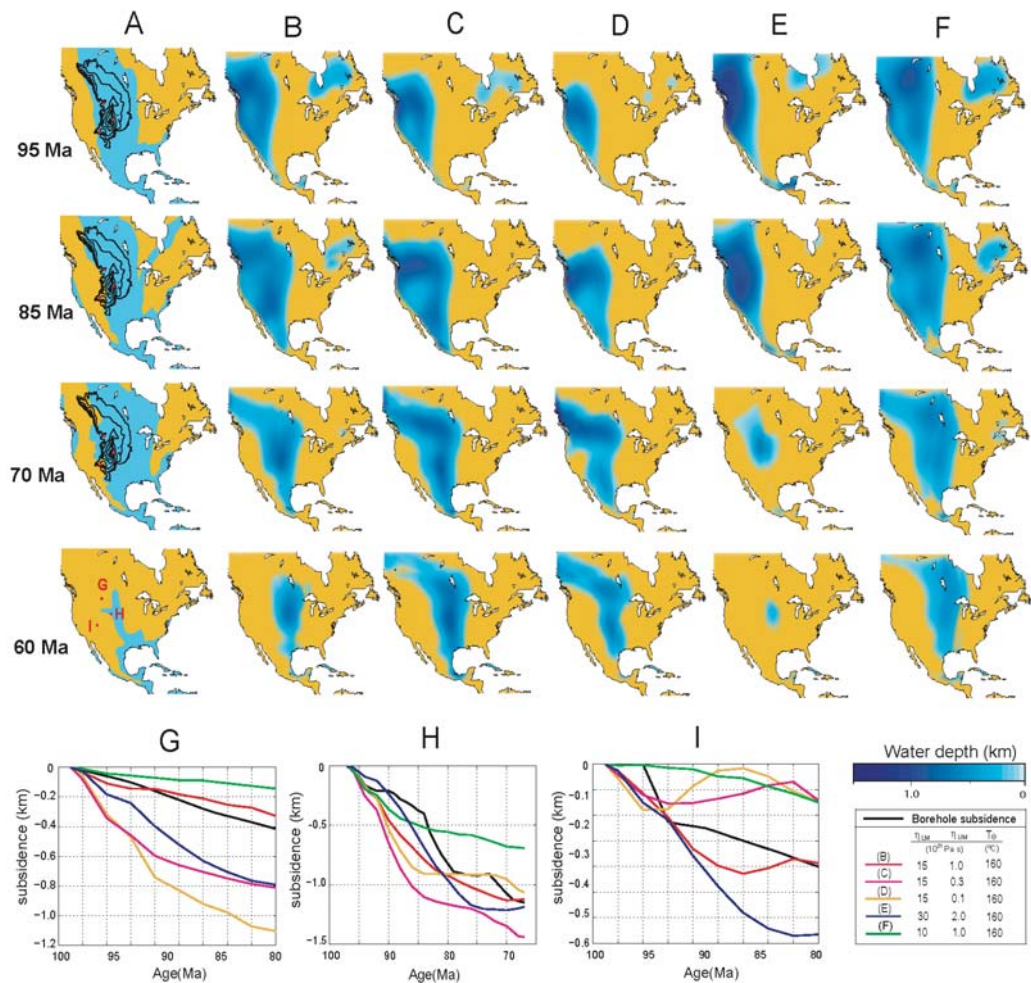 A B C D E F
95 Ma
85 Ma
70 Ma
G
H
I
60 Ma
G
0
−0.2
−0.4
−0.6
−0.8
−1.0
−1.2
subsidence (km)
100 95 90 85 80
Age(Ma)
H
0
−0.5
−1.0
−1.5
subsidence (km)
100 90 80 70
Age(Ma)
I
0
−0.1
−0.2
−0.3
−0.4
−0.5
−0.6
subsidence (km)
100 95 90 85 80
Age(Ma)
Water depth (km)
1.0 0
Borehole subsidence
(°C)
(B) 15 1.0 160
(C) 15 0.3 160
(D) 15 0.1 160
(E) 30 2.0 160
(F) 10 1.0 160